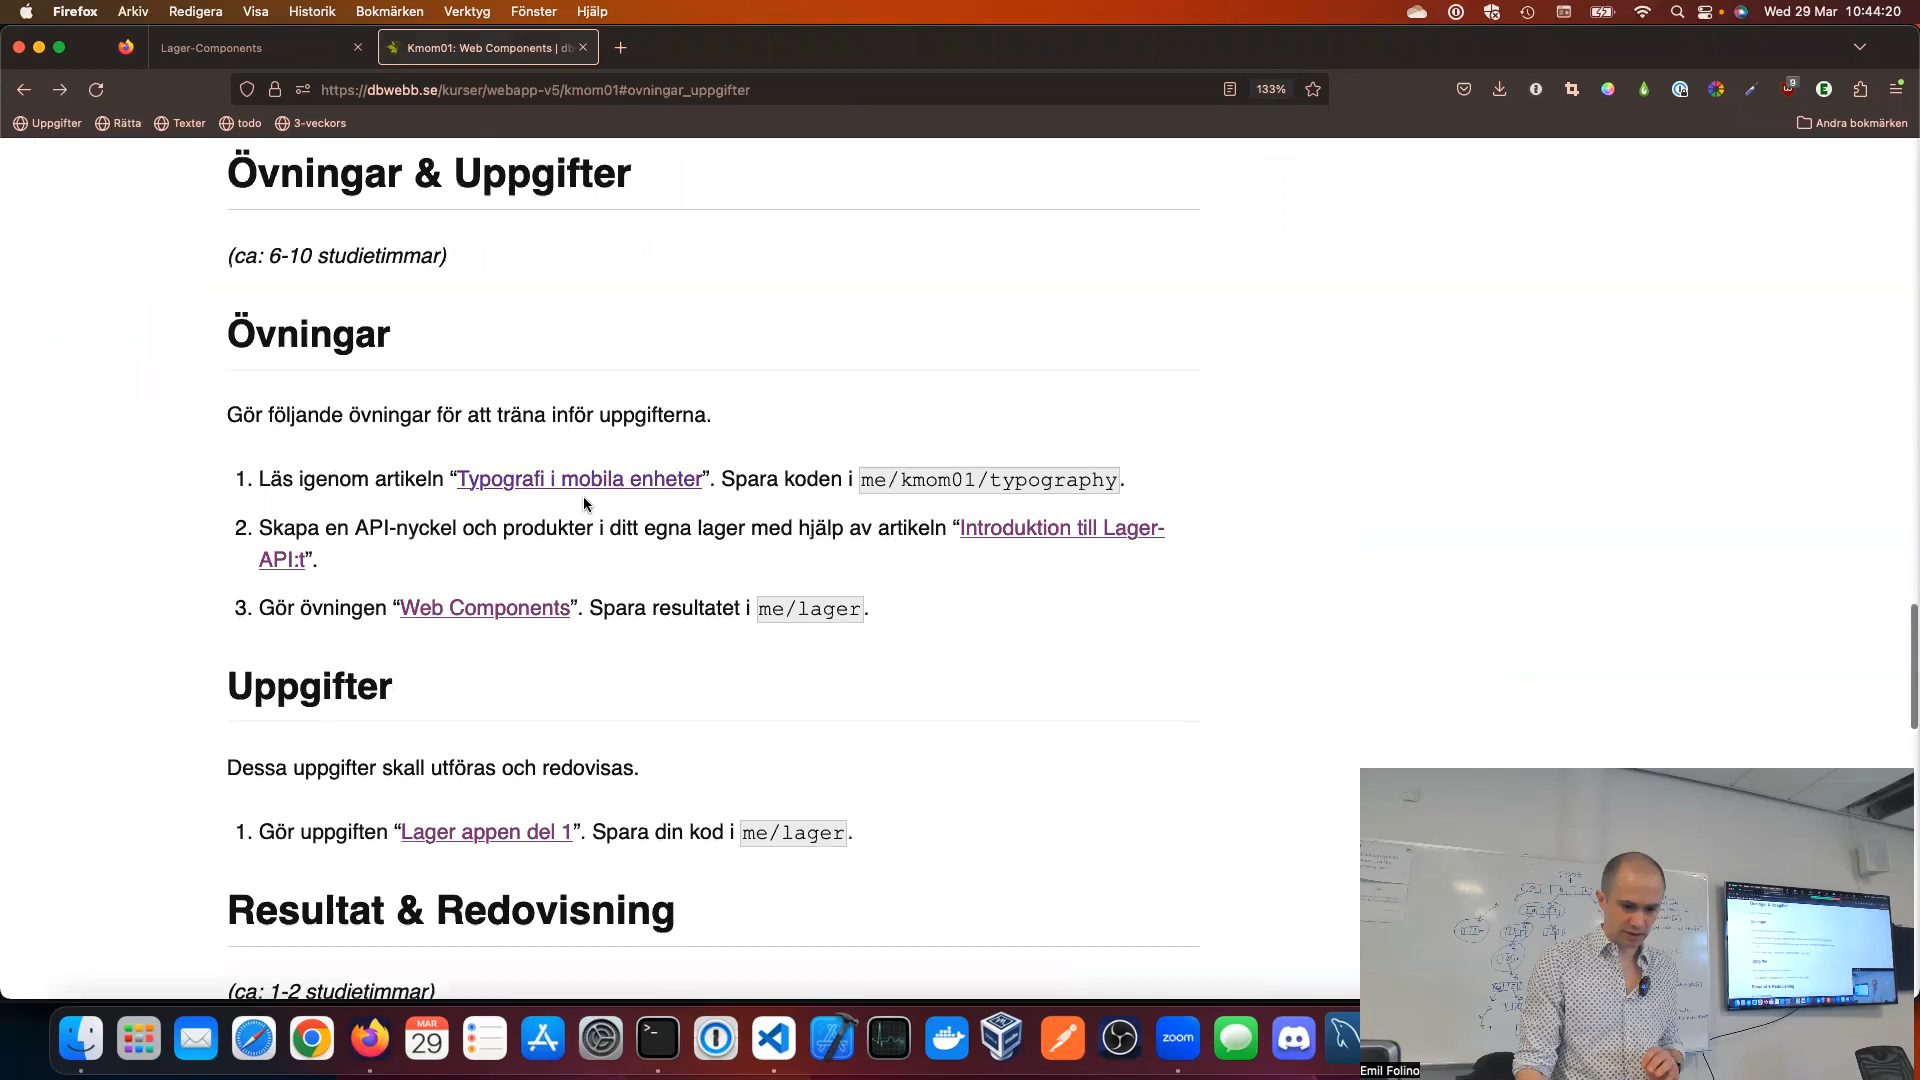 Firefox Arkiv Redigera Visa Historik Bokmärken Verktyg Fönster Hjälp Wed 29 Mar 10:44:20
Lager-Components
Kmom01: Web Components | db
https://dbwebb.se/kurser/webapp-v5/kmom01#ovningar_uppgifter
133%
9
Uppgifter Rätta Texter todo 3-veckors Andra bokmärken
Övningar & Uppgifter
(ca: 6-10 studietimmar)
Övningar
Gör följande övningar för att träna inför uppgifterna.
1. Läs igenom artikeln “Typografi i mobila enheter”. Spara koden i me/kmom01/typography.
2. Skapa en API-nyckel och produkter i ditt egna lager med hjälp av artikeln “Introduktion till Lager-
API:t”.
3. Gör övningen “Web Components”. Spara resultatet i me/lager.
Uppgifter
Dessa uppgifter skall utföras och redovisas.
1. Gör uppgiften “Lager appen del 1”. Spara din kod i me/lager.
Resultat & Redovisning
(ca: 1-2 studietimmar)
MAR
29
zoom
Emil Folino